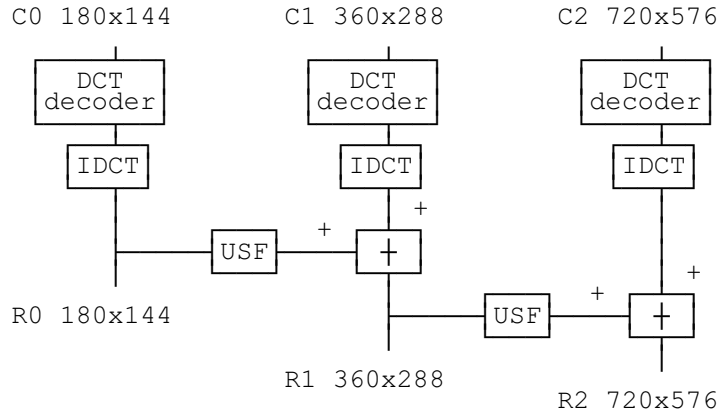 C0 180x144
C1 360x288
C2 720x576
DCT
decoder
DCT
decoder
DCT
decoder
IDCT
IDCT
IDCT
+
USF
+
+
+
R0 180x144
USF
+
+
R1 360x288
R2 720x576